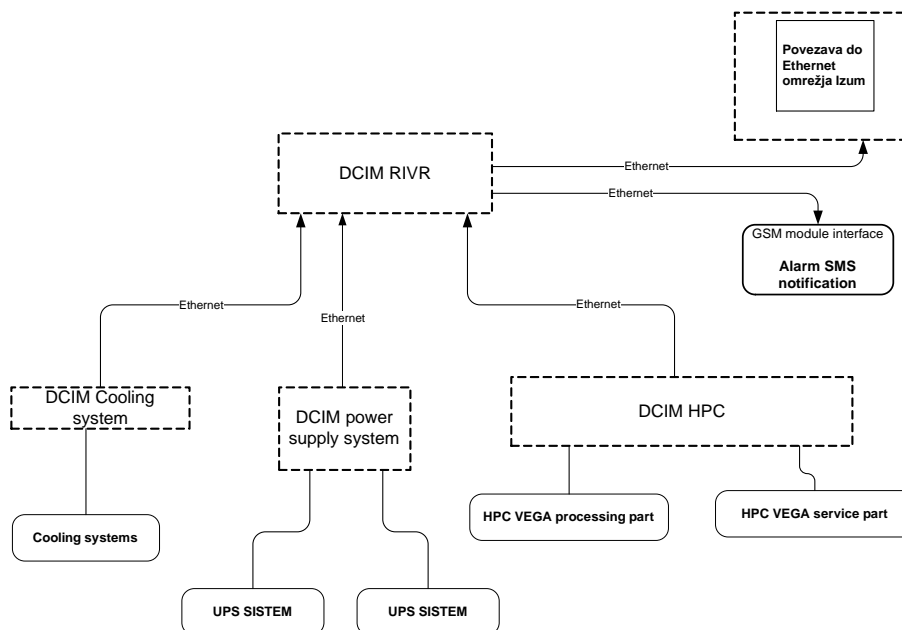 Povezava do
Ethernet
omrežja Izum
DCIM RIVR
Ethernet
Ethernet
GSM module interface
Alarm SMS
notification
Ethernet
Ethernet
Ethernet
DCIM Cooling
system
DCIM power
supply system
DCIM HPC
HPC VEGA processing part
HPC VEGA service part
Cooling systems
UPS SISTEM
UPS SISTEM